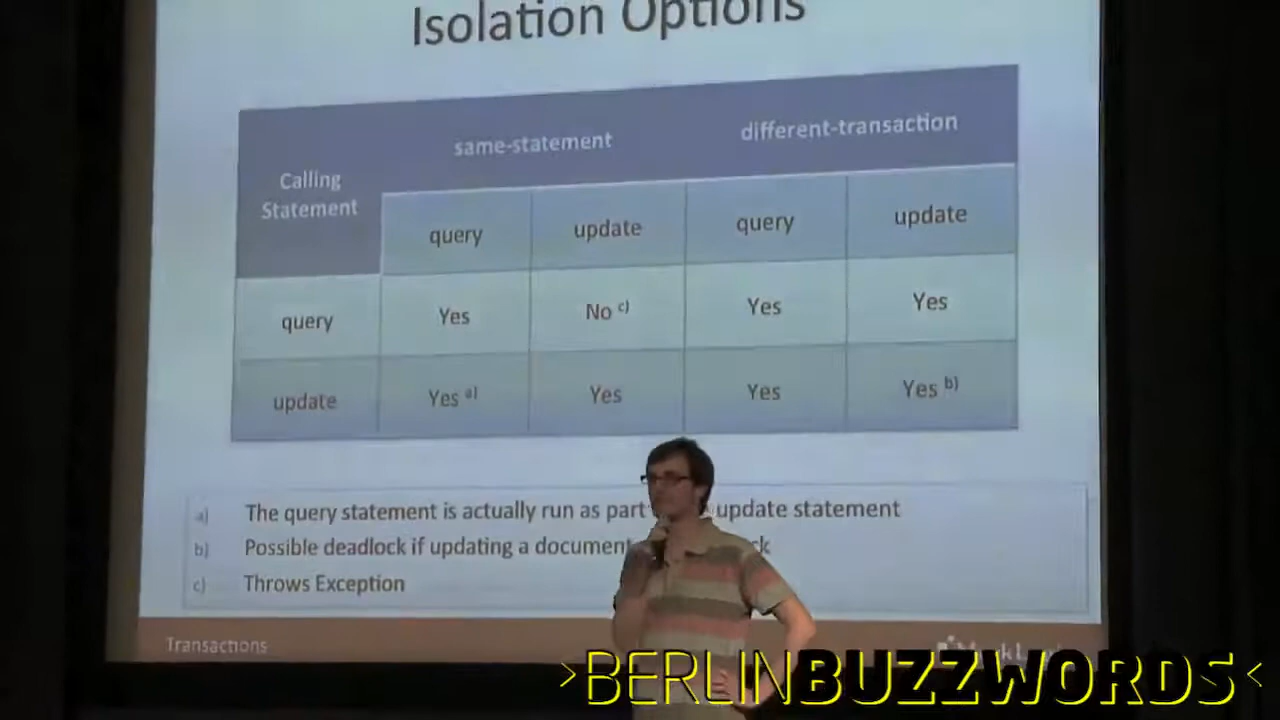 Isolation Options
same-statement different-transaction
Calling
Statement
query update query update
query Yes No c) Yes Yes
update Yes a) Yes Yes Yes b)
a) The query statement is actually run as part update statement
b) Possible deadlock if updating a document
c) Throws Exception
Transactions
>BERLINBUZZWORDS<